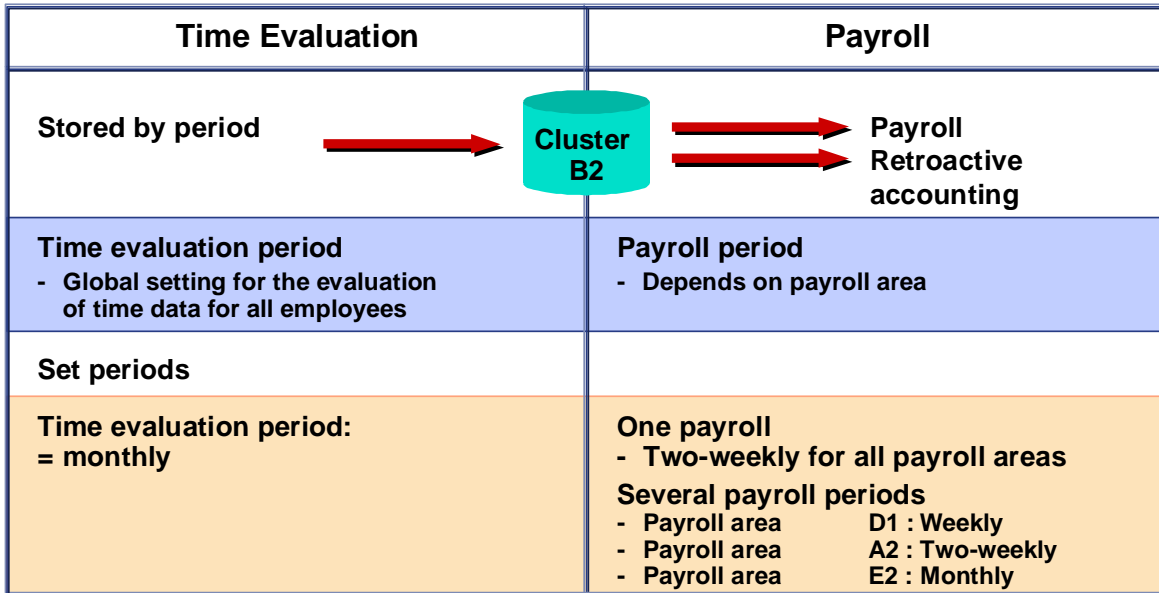 Time Evaluation
Payroll
Stored by period
Cluster
B2
Payroll
Retroactive
accounting
Time evaluation period
- Global setting for the evaluation
of time data for all employees
Payroll period
- Depends on payroll area
Set periods
Time evaluation period:
= monthly
One payroll
- Two-weekly for all payroll areas
Several payroll periods
- Payroll area D1 : Weekly
- Payroll area A2 : Two-weekly
- Payroll area E2 : Monthly